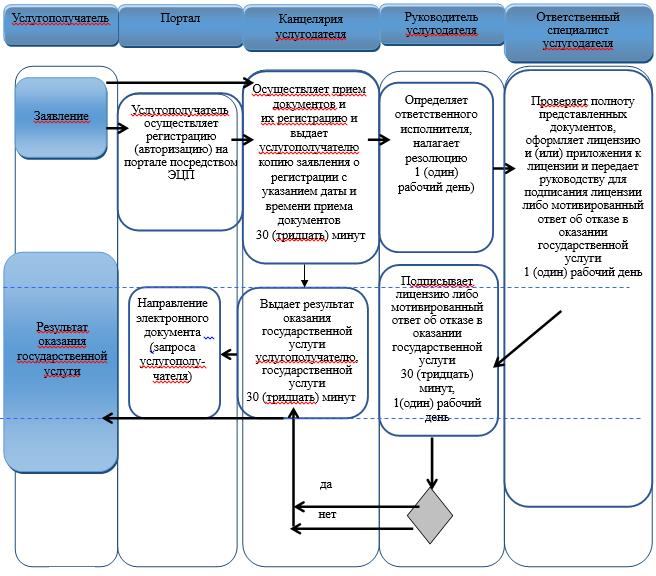 Услугополучатель
Портал
Канцелярия
услугодателя
Руководитель
услугодателя
Ответственный
специалист
услугодателя
Заявление
Услугополучатель
осуществляет
регистрацию
(авторизацию) на
портале посредством
ЭЦП
Осуществляет прием
документов и
их регистрацию и
выдает
услугополучателю
копию заявления о
регистрации с
указанием даты и
времени приема
документов
30 (тридцать) минут
Определяет
ответственного
исполнителя,
налагает
резолюцию
1 (один)
рабочий день)
Проверяет полноту
представленных
документов,
оформляет лицензию
и (или) приложения к
лицензии и передает
руководству для
подписания лицензии
либо мотивированный
ответ об отказе в
оказании
государственной
услуги
1 (один) рабочий день
Результат
оказания
государственной
услуги
Направление
электронного
документа
(запроса
услугополу-
чателя)
Выдает результат
оказания
государственной
услуги
услугополучателю,
государственной
услуги
30 (тридцать) минут
Подписывает
лицензию либо
мотивированный
ответ об отказе в
оказании
государственной
услуги
30 (тридцать)
минут,
1(один) рабочий
день
да
нет